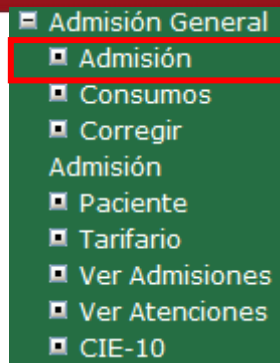 Admisión General
Admisión
Consumos
Corregir
Admisión
Paciente
Tarifario
Ver Admisiones
Ver Atenciones
CIE-10